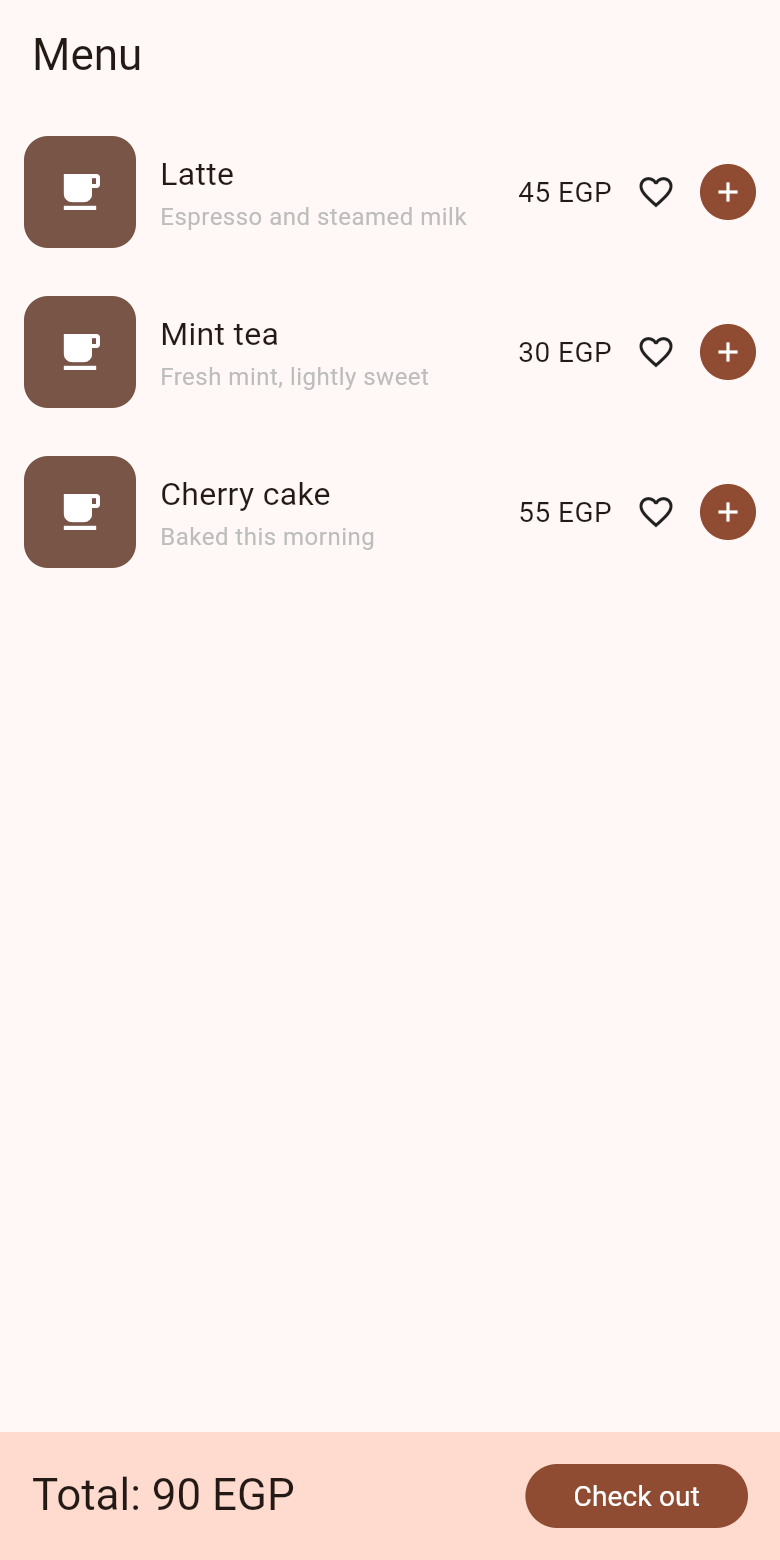 Menu
Latte
Espresso and steamed milk
45 EGP
Mint tea
Fresh mint, lightly sweet
30 EGP
Cherry cake
Baked this morning
55 EGP
Total: 90 EGP
Check out